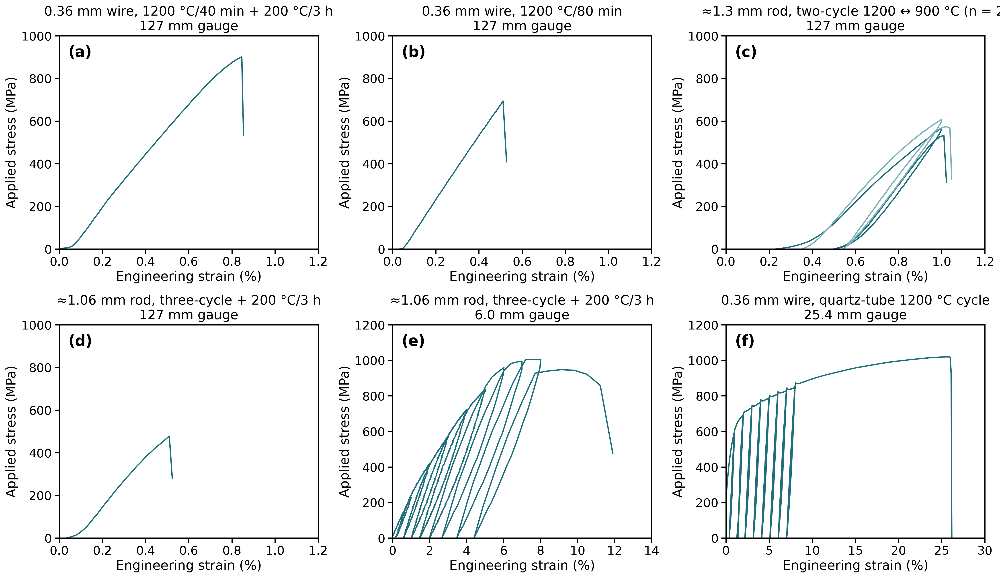 0.36 mm wire, 1200 °C/40 min + 200 °C/3 h
127 mm gauge
(a)
Applied stress (MPa)
1000
800
600
400
200
0
0.0 0.2 0.4 0.6 0.8 1.0 1.2
Engineering strain (%)
0.36 mm wire, 1200 °C/80 min
127 mm gauge
(b)
Applied stress (MPa)
1000
800
600
400
200
0
0.0 0.2 0.4 0.6 0.8 1.0 1.2
Engineering strain (%)
≈1.3 mm rod, two-cycle 1200 ↔ 900 °C (n = 2
127 mm gauge
(c)
Applied stress (MPa)
1000
800
600
400
200
0
0.0 0.2 0.4 0.6 0.8 1.0 1.2
Engineering strain (%)
≈1.06 mm rod, three-cycle + 200 °C/3 h
127 mm gauge
(d)
Applied stress (MPa)
1000
800
600
400
200
0
0.0 0.2 0.4 0.6 0.8 1.0 1.2
Engineering strain (%)
≈1.06 mm rod, three-cycle + 200 °C/3 h
6.0 mm gauge
(e)
Applied stress (MPa)
1200
1000
800
600
400
200
0
0 2 4 6 8 10 12 14
Engineering strain (%)
0.36 mm wire, quartz-tube 1200 °C cycle
25.4 mm gauge
(f)
Applied stress (MPa)
1200
1000
800
600
400
200
0
0 5 10 15 20 25 30
Engineering strain (%)